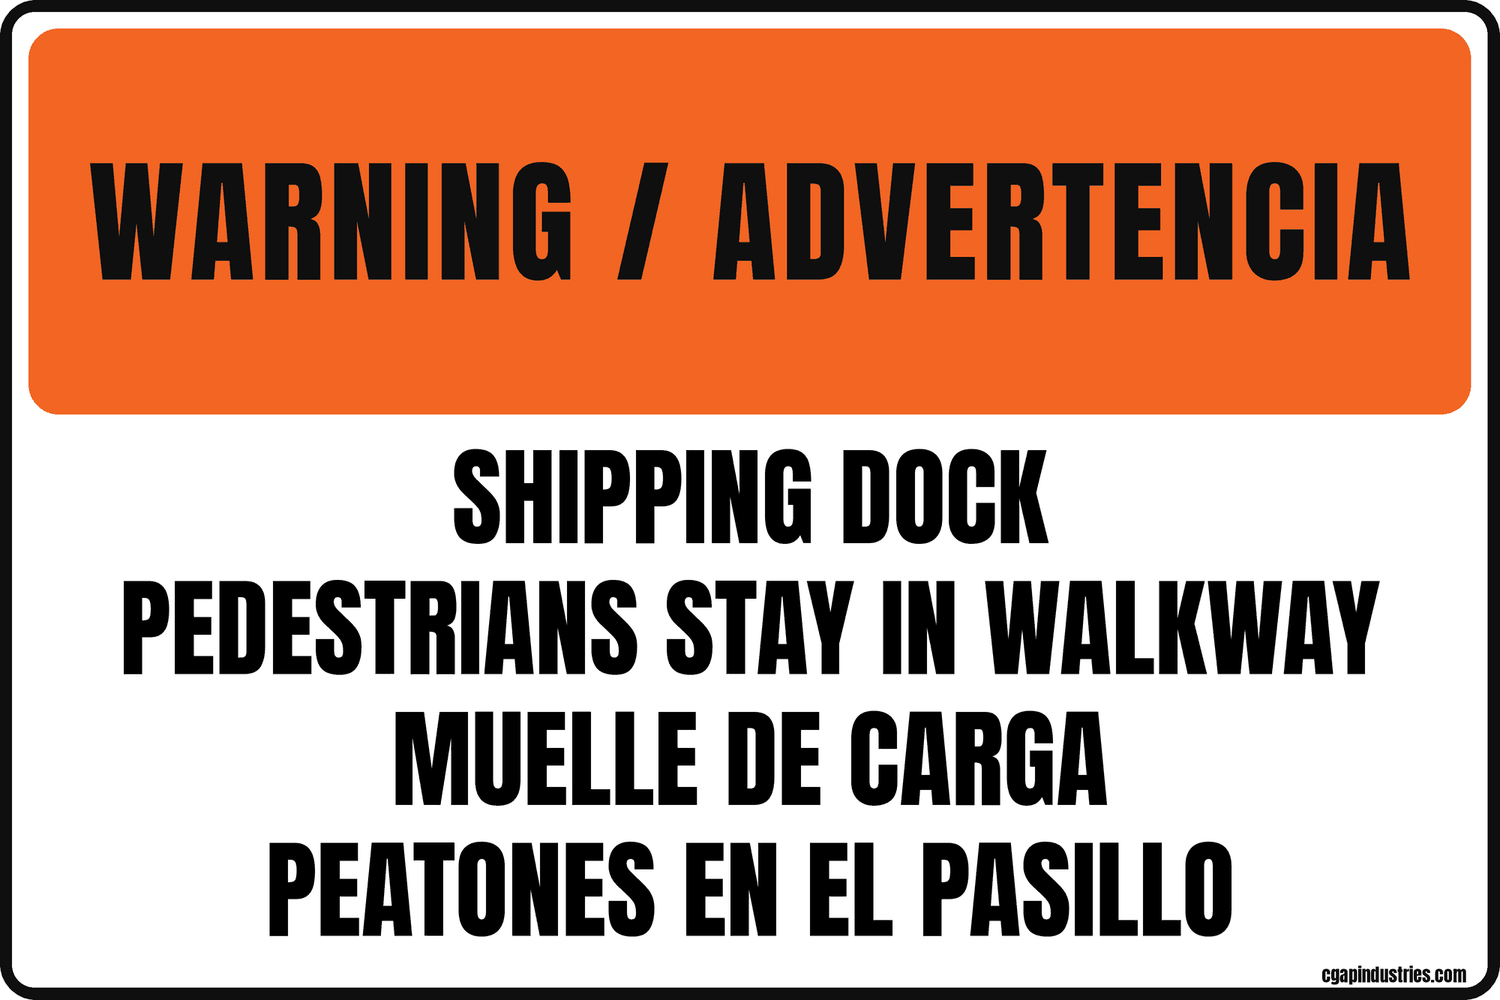 WARNING / ADVERTENCIA
SHIPPING DOCK
PEDESTRIANS STAY IN WALKWAY
MUELLE DE CARGA
PEATONES EN EL PASILLO
cgapindustries.com